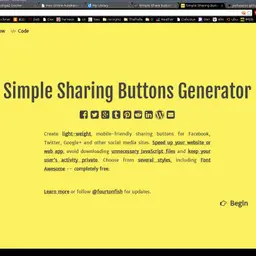 Code
Simple Sharing Buttons Generator
Create light-weight, mobile-friendly sharing buttons for Facebook,
Twitter, Google+ and other social media sites. Speed up your website or
web app, avoid downloading unnecessary JavaScript files and keep your
user's activity private. Choose from several styles, including Font
Awesome — completely free.
Learn more or follow @fourtonfish for updates.
Begin